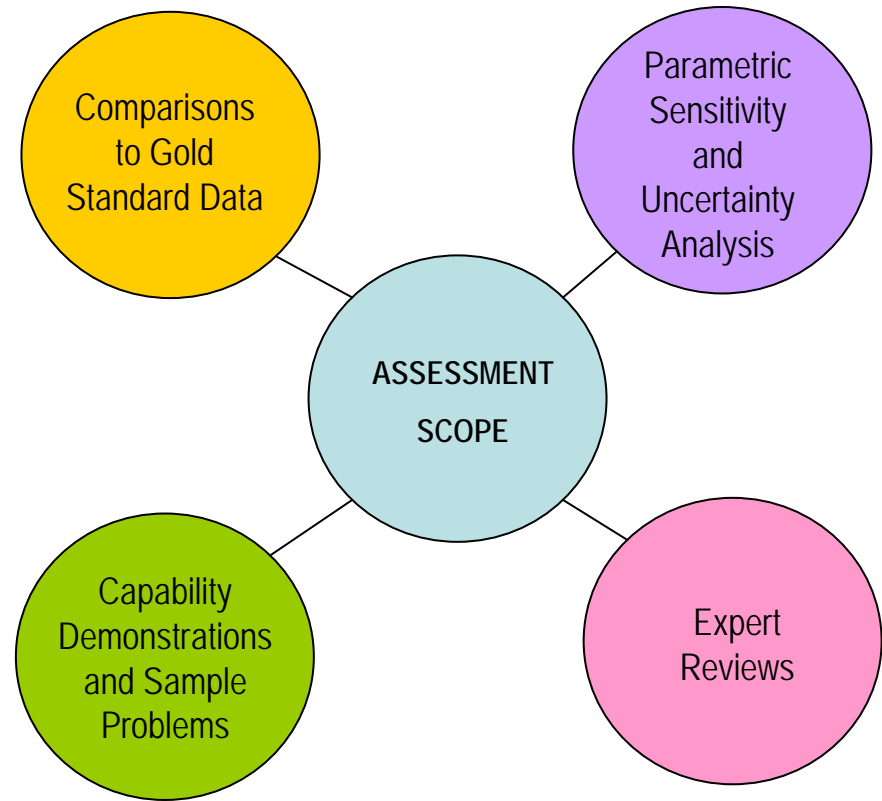 Comparisons
to Gold
Standard Data
Parametric
Sensitivity
and
Uncertainty
Analysis
ASSESSMENT
SCOPE
Capability
Demonstrations
and Sample
Problems
Expert
Reviews